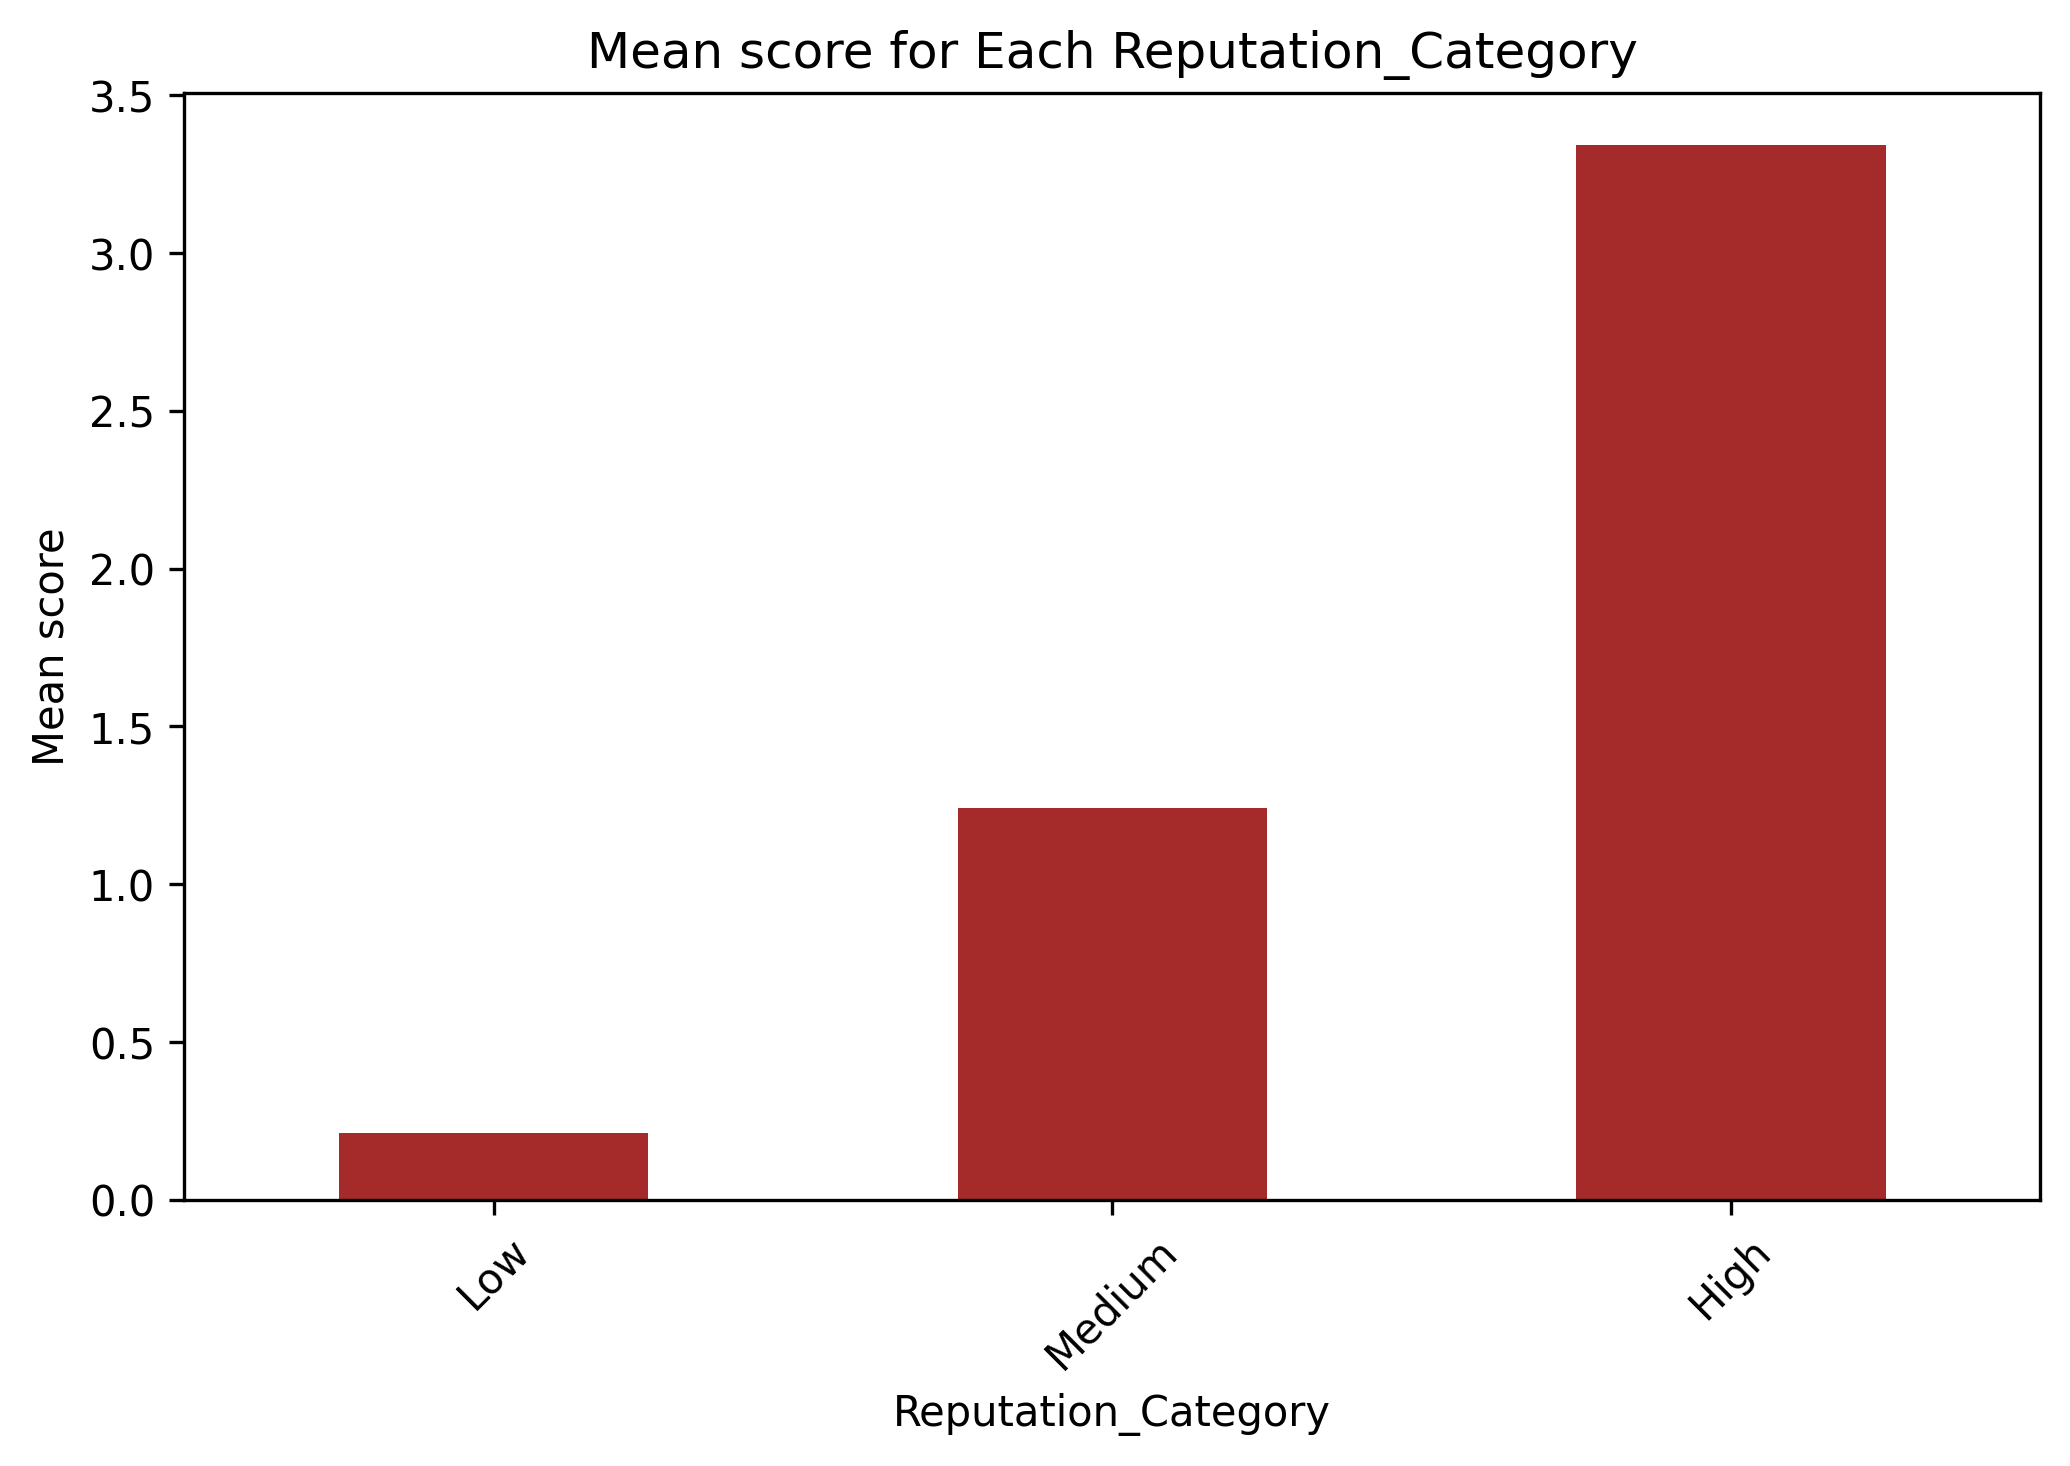 Mean score for Each Reputation_Category
Mean score
3.5
3.0
2.5
2.0
1.5
1.0
0.5
0.0
Low
Medium
High
Reputation_Category